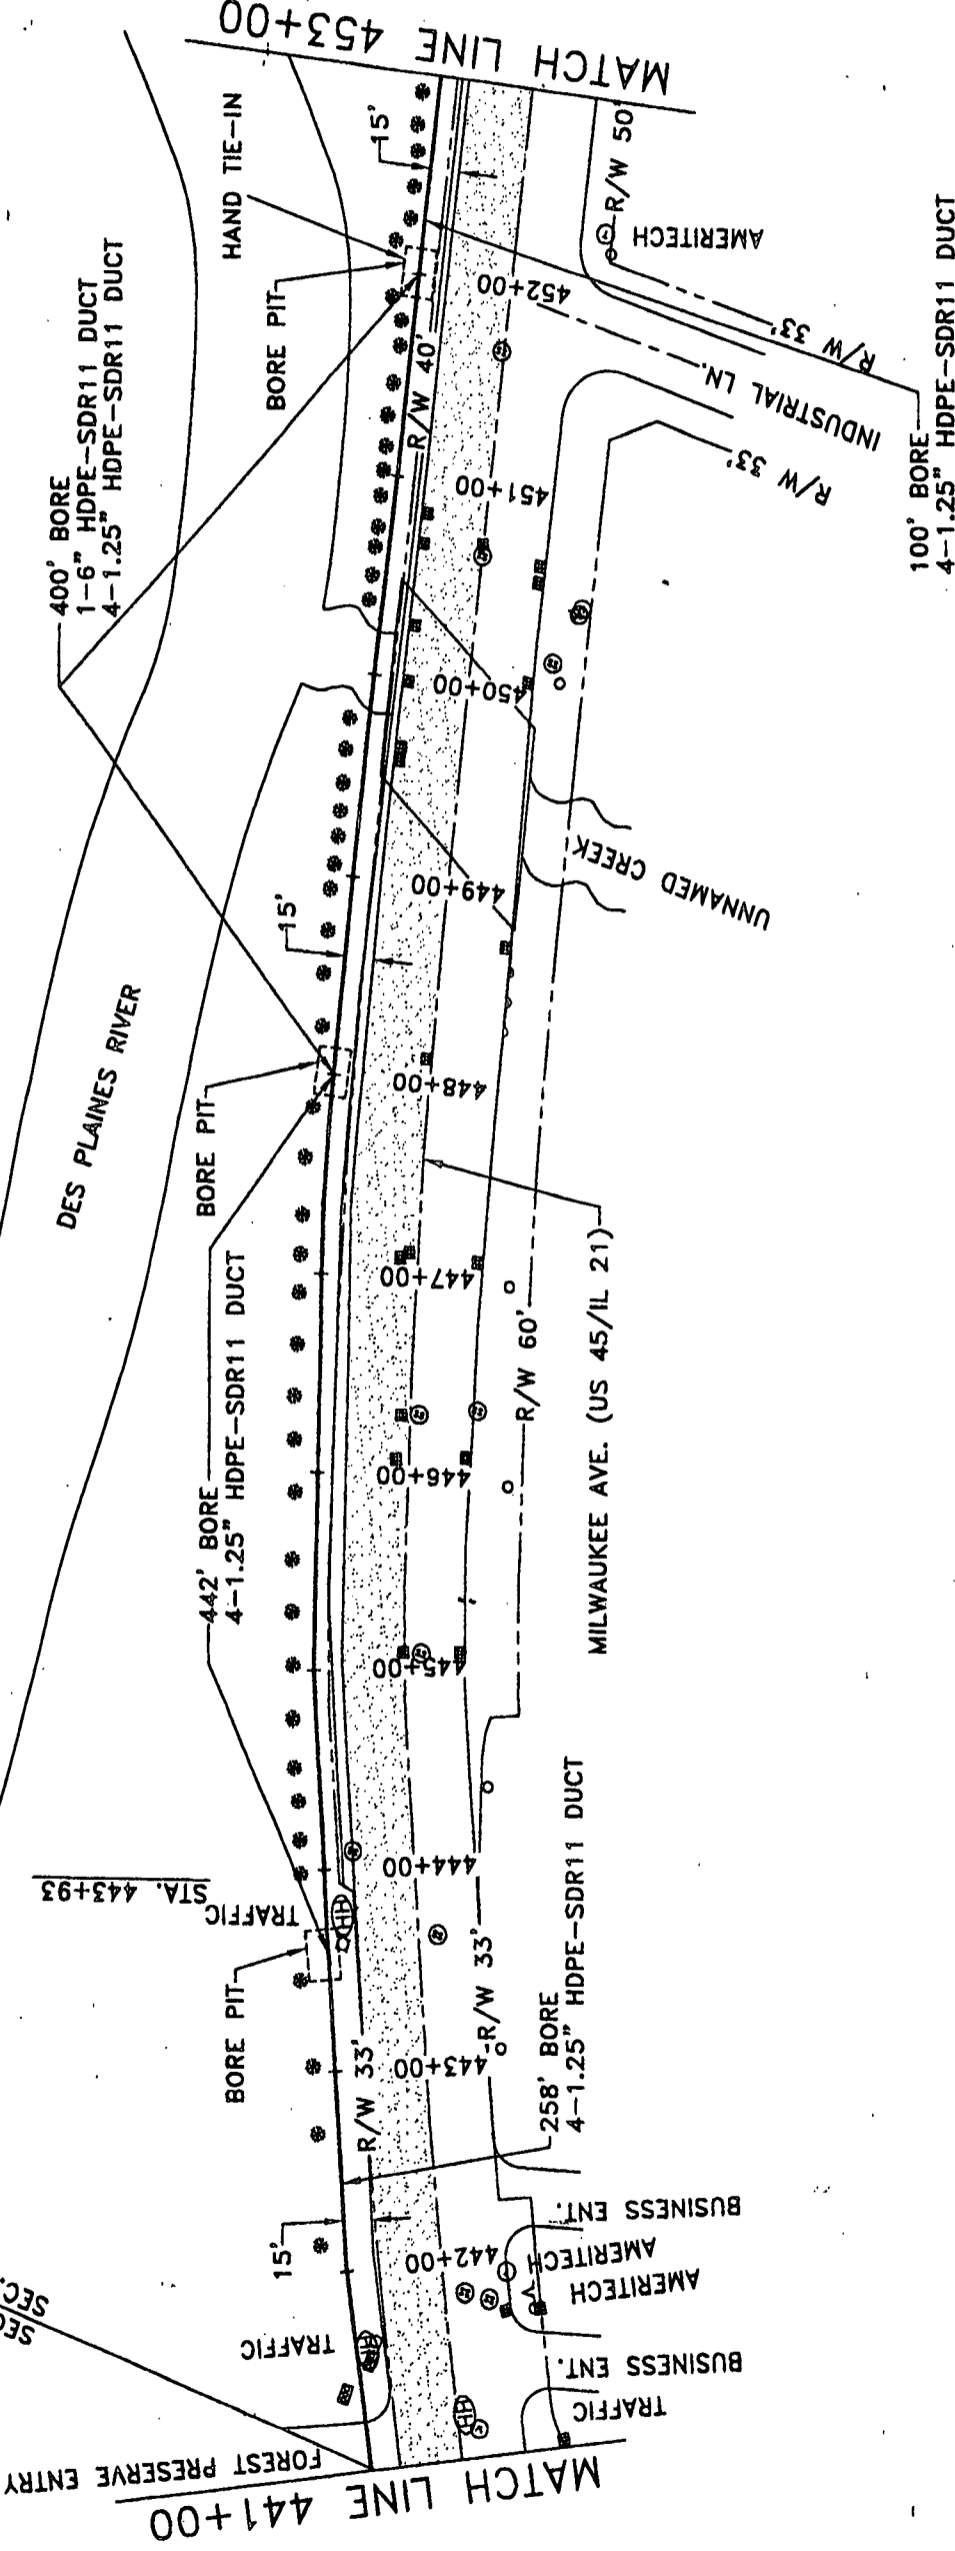 MATCH LINE 453+00
HAND TIE-IN
15'
400' BORE
1-6" HDPE-SDR11 DUCT
4-1.25" HDPE-SDR11 DUCT
BORE PIT
R/W 50'
AMERITECH
452+00
R/W 40'
R/W 33'
INDUSTRIAL LN.
R/W 33'
100' BORE
4-1.25" HDPE-SDR11 DUCT
451+00
450+00
UNNAMED CREEK
449+00
15'
DES PLAINES RIVER
BORE PIT
448+00
442' BORE
4-1.25" HDPE-SDR11 DUCT
447+00
R/W 60'
MILWAUKEE AVE. (US 45/IL 21)
446+00
445+00
444+00
STA. 443+93
TRAFFIC
BORE PIT
R/W 33'
R/W 33'
443+00
258' BORE
4-1.25" HDPE-SDR11 DUCT
15'
442+00
BUSINESS ENT.
AMERITECH
AMERITECH
SEC.
SEC
TRAFFIC
HH
HH
HH
BUSINESS ENT.
TRAFFIC
FOREST PRESERVE ENTRY
MATCH LINE 441+00